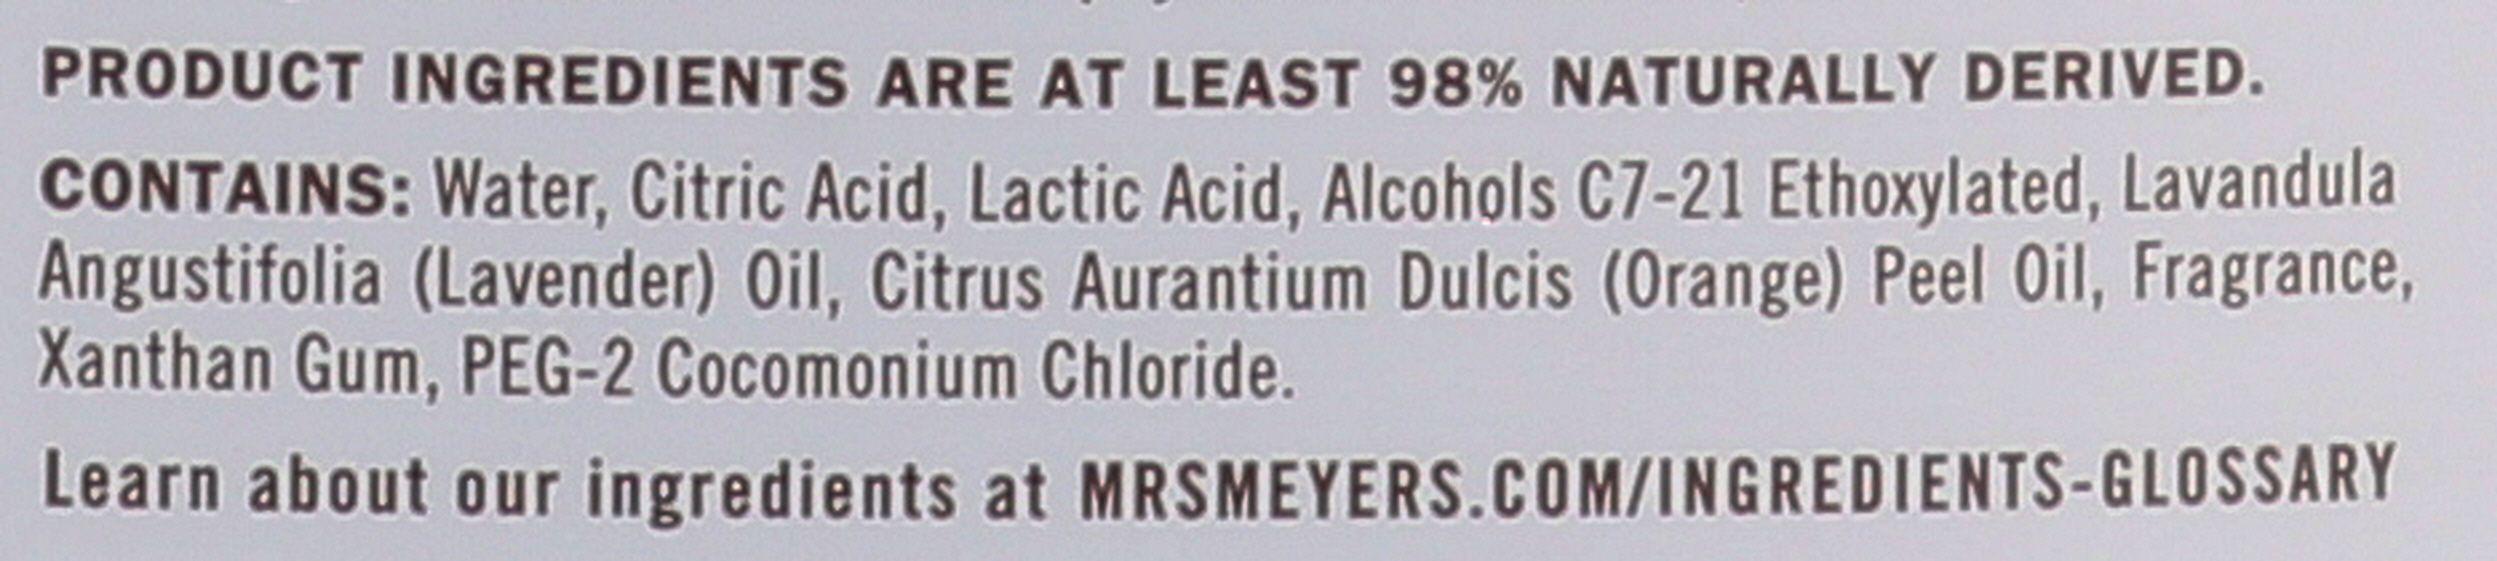 PRODUCT INGREDIENTS ARE AT LEAST 98% NATURALLY DERIVED.
CONTAINS: Water, Citric Acid, Lactic Acid, Alcohols C7-21 Ethoxylated, Lavandula
Angustifolia (Lavender) Oil, Citrus Aurantium Dulcis (Orange) Peel Oil, Fragrance,
Xanthan Gum, PEG-2 Cocomonium Chloride.
Learn about our ingredients at MRSMEYERS.COM/INGREDIENTS-GLOSSARY